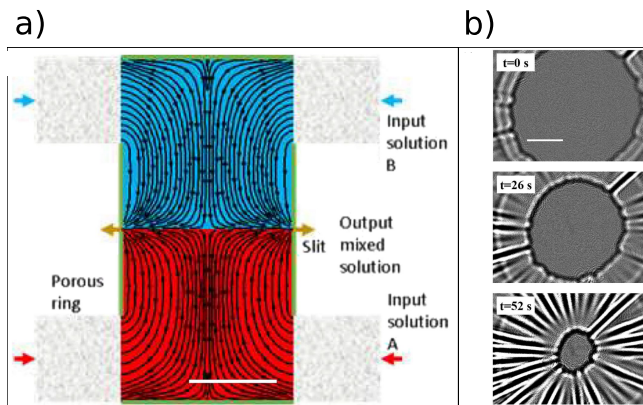 a)
b)
Input
solution
B
Slit
Output
mixed
solution
Porous
ring
Input
solution
A
t=0 s
t=26 s
t=52 s